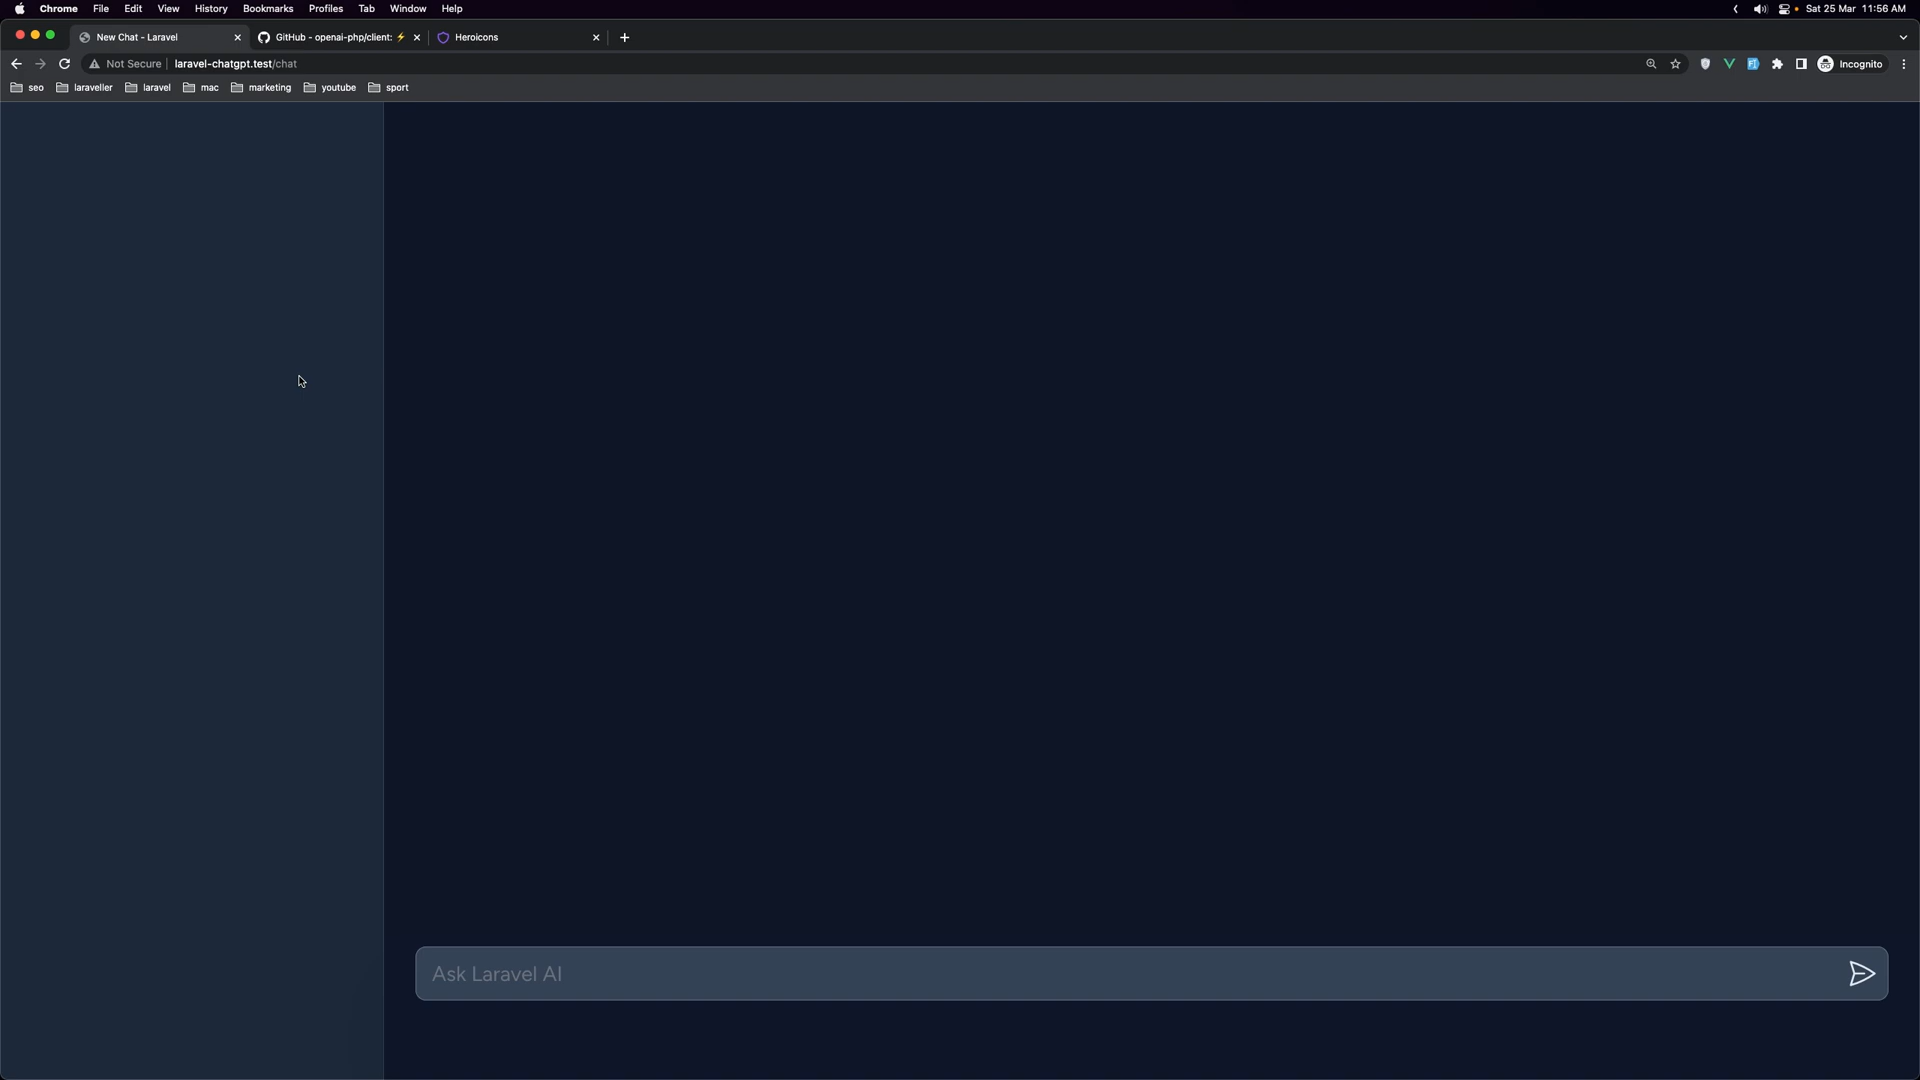 Chrome File Edit View History Bookmarks Profiles Tab Window Help Sat 25 Mar 11:56 AM
New Chat - Laravel GitHub - openai-php/client: ⚡ Heroicons
Not Secure laravel-chatgpt.test/chat Incognito
seo laraveller laravel mac marketing youtube sport
Ask Laravel AI